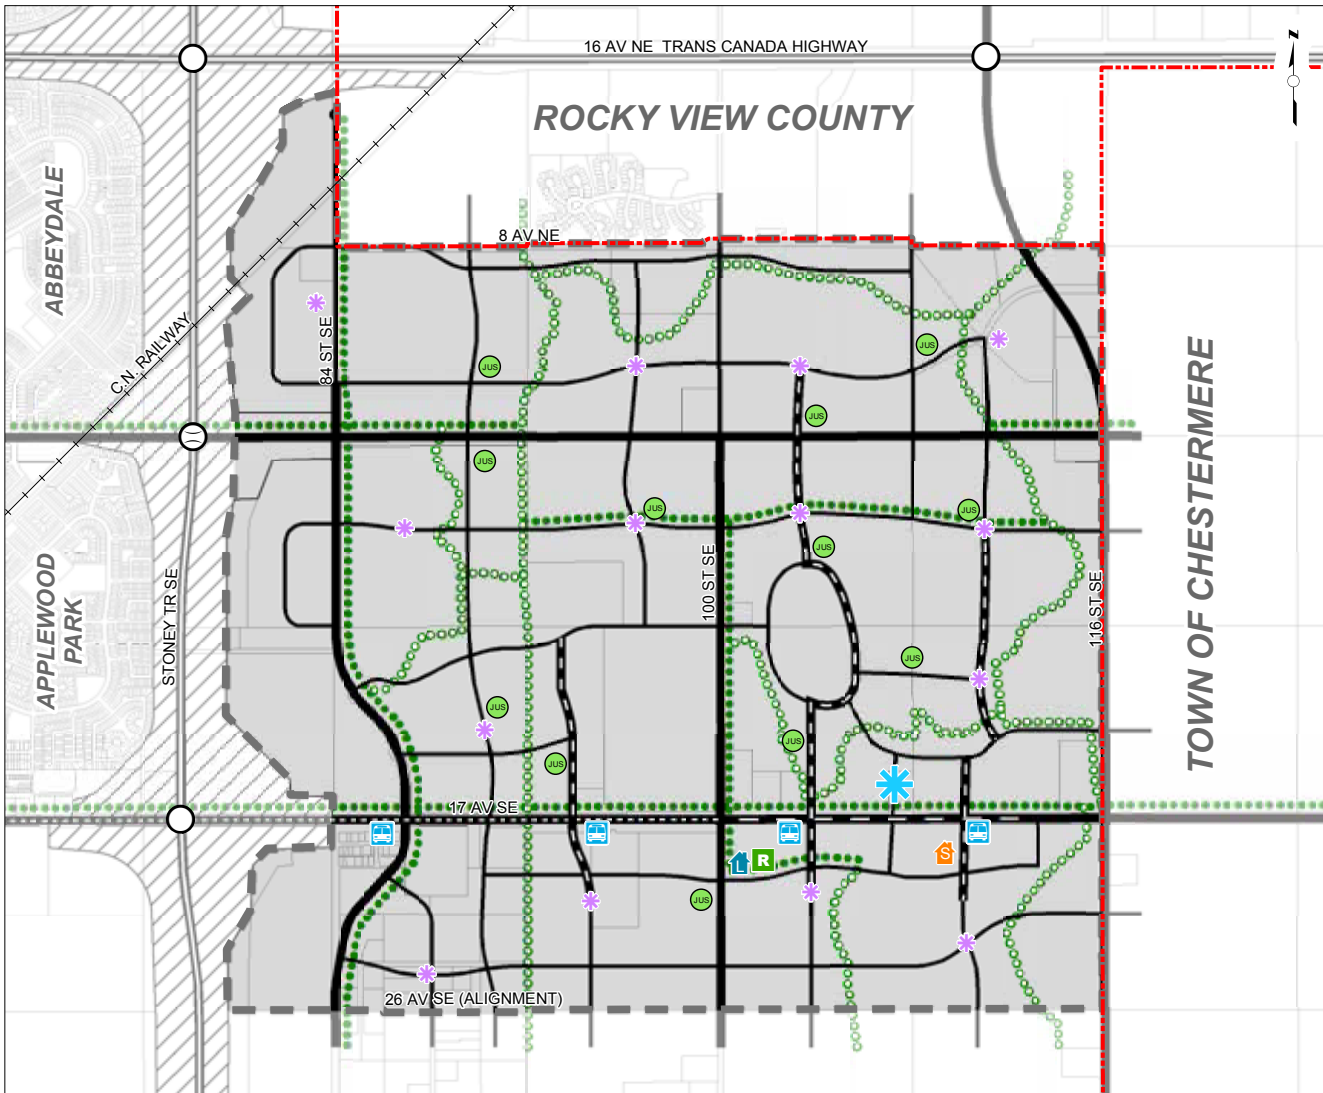 16 AV NE TRANS CANADA HIGHWAY
N
ROCKY VIEW COUNTY
ABBEYDALE
8 AV NE
C.N. RAILWAY
84 ST SE
JUS
JUS
JUS
JUS
JUS
JUS
JUS
TOWN OF CHESTERMERE
APPLEWOOD
PARK
STONEY TR SE
100 ST SE
116 ST SE
JUS
JUS
JUS
JUS
JUS
17 AV SE
L
R
S
JUS
26 AV SE (ALIGNMENT)